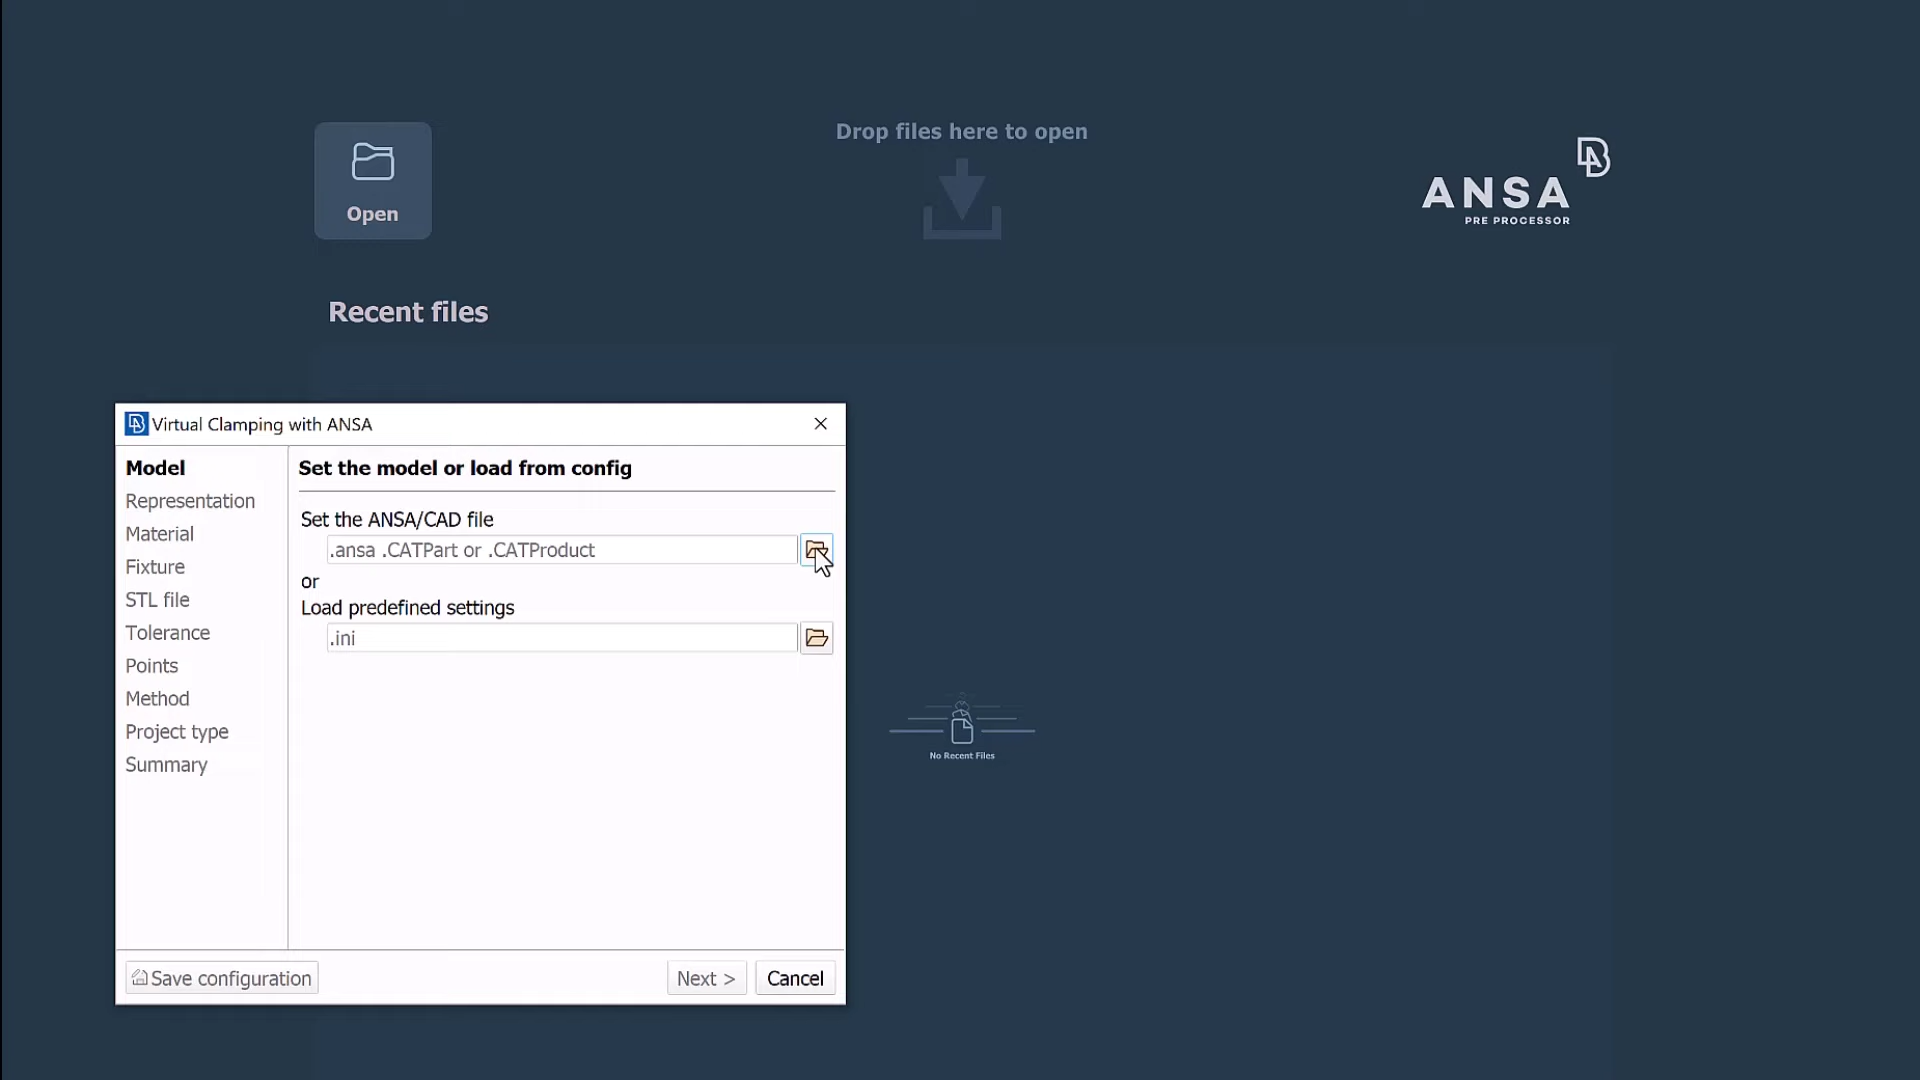 Open
Drop files here to open
ANSA
PRE PROCESSOR
Recent files
No Recent Files
Virtual Clamping with ANSA
Model
Representation
Material
Fixture
STL file
Tolerance
Points
Method
Project type
Summary
Set the model or load from config
Set the ANSA/CAD file
.ansa .CATPart or .CATProduct
or
Load predefined settings
.ini
Save configuration
Next >
Cancel